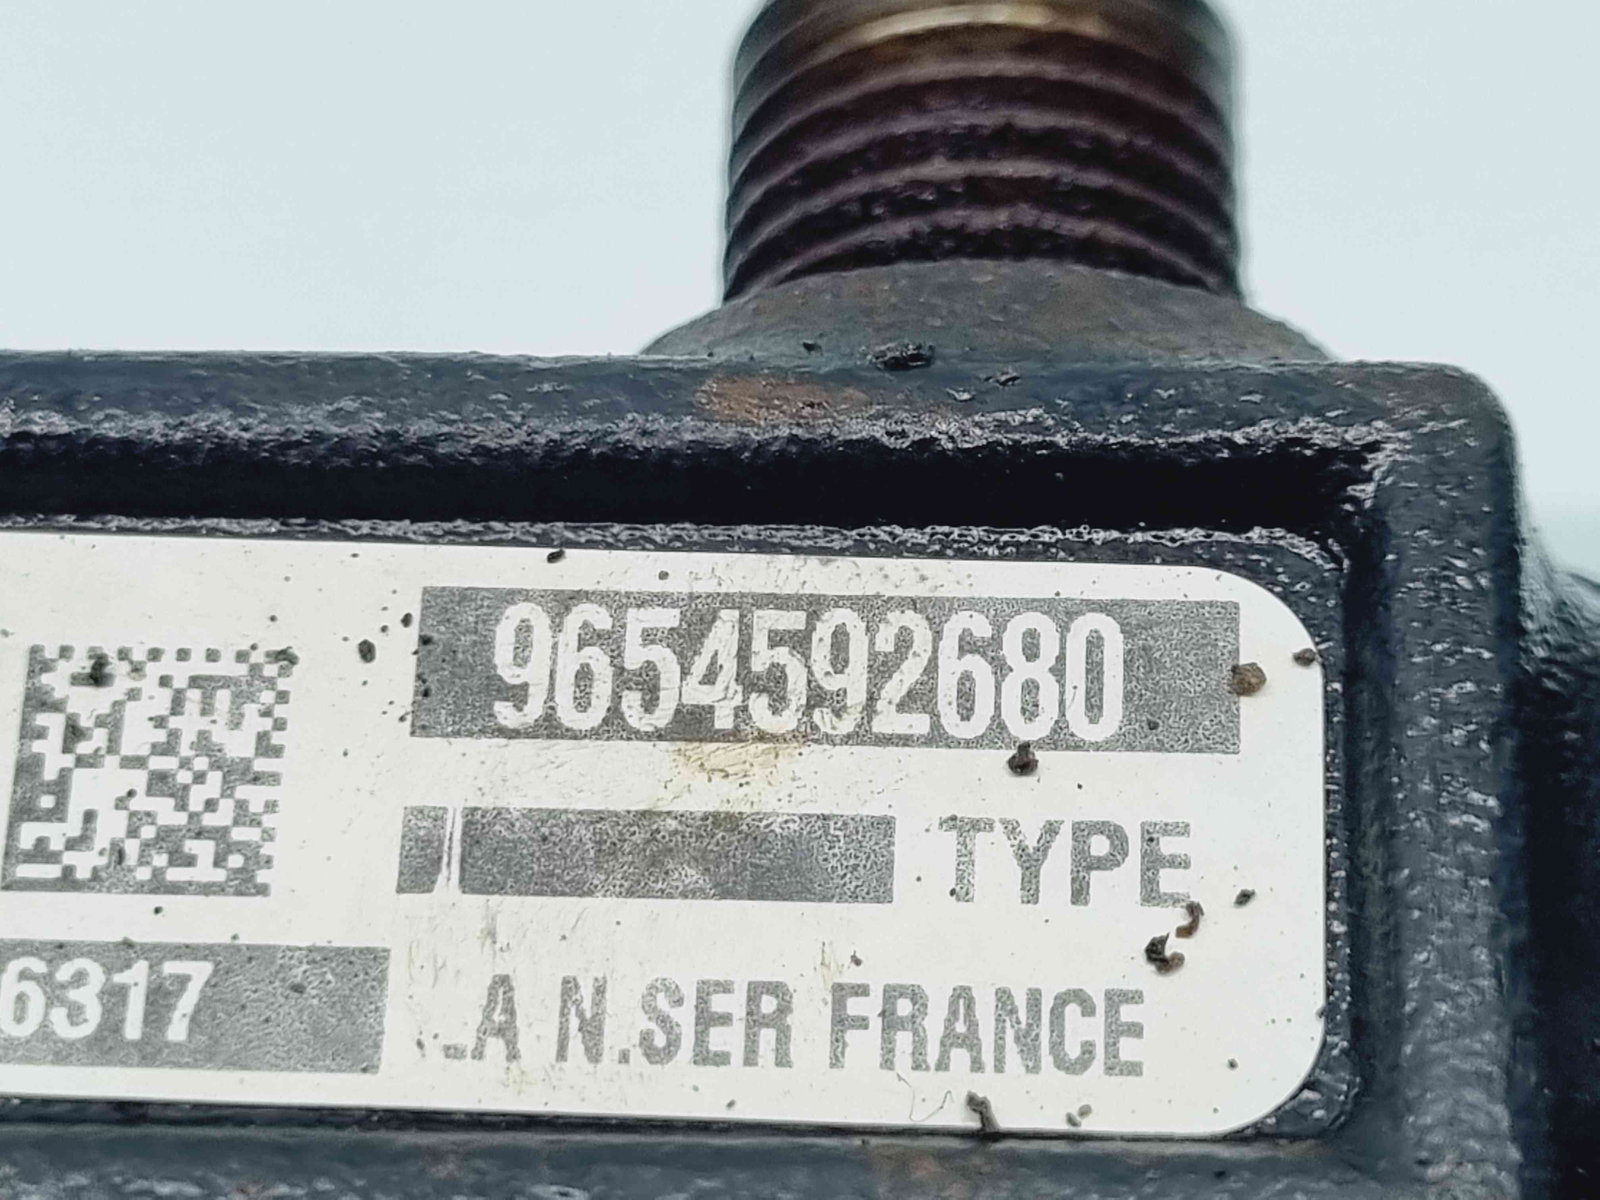 9654592680
TYPE
6317
A N.SER FRANCE